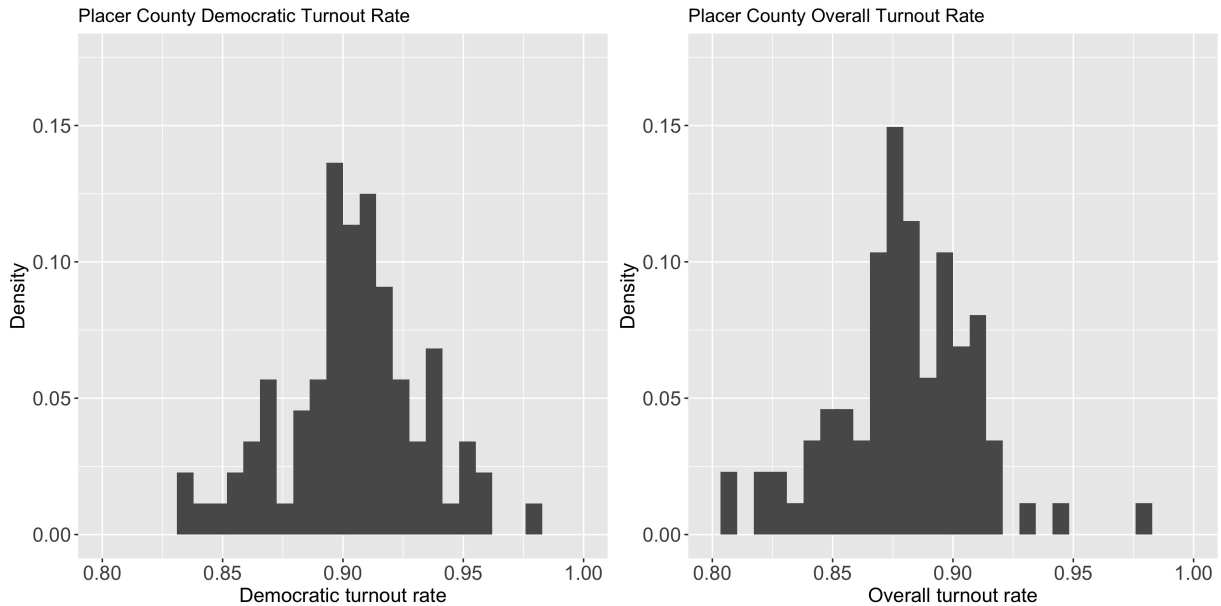 Placer County Democratic Turnout Rate
Density
0.15
0.10
0.05
0.00
0.80 0.85 0.90 0.95 1.00
Democratic turnout rate
Placer County Overall Turnout Rate
Density
0.15
0.10
0.05
0.00
0.80 0.85 0.90 0.95 1.00
Overall turnout rate